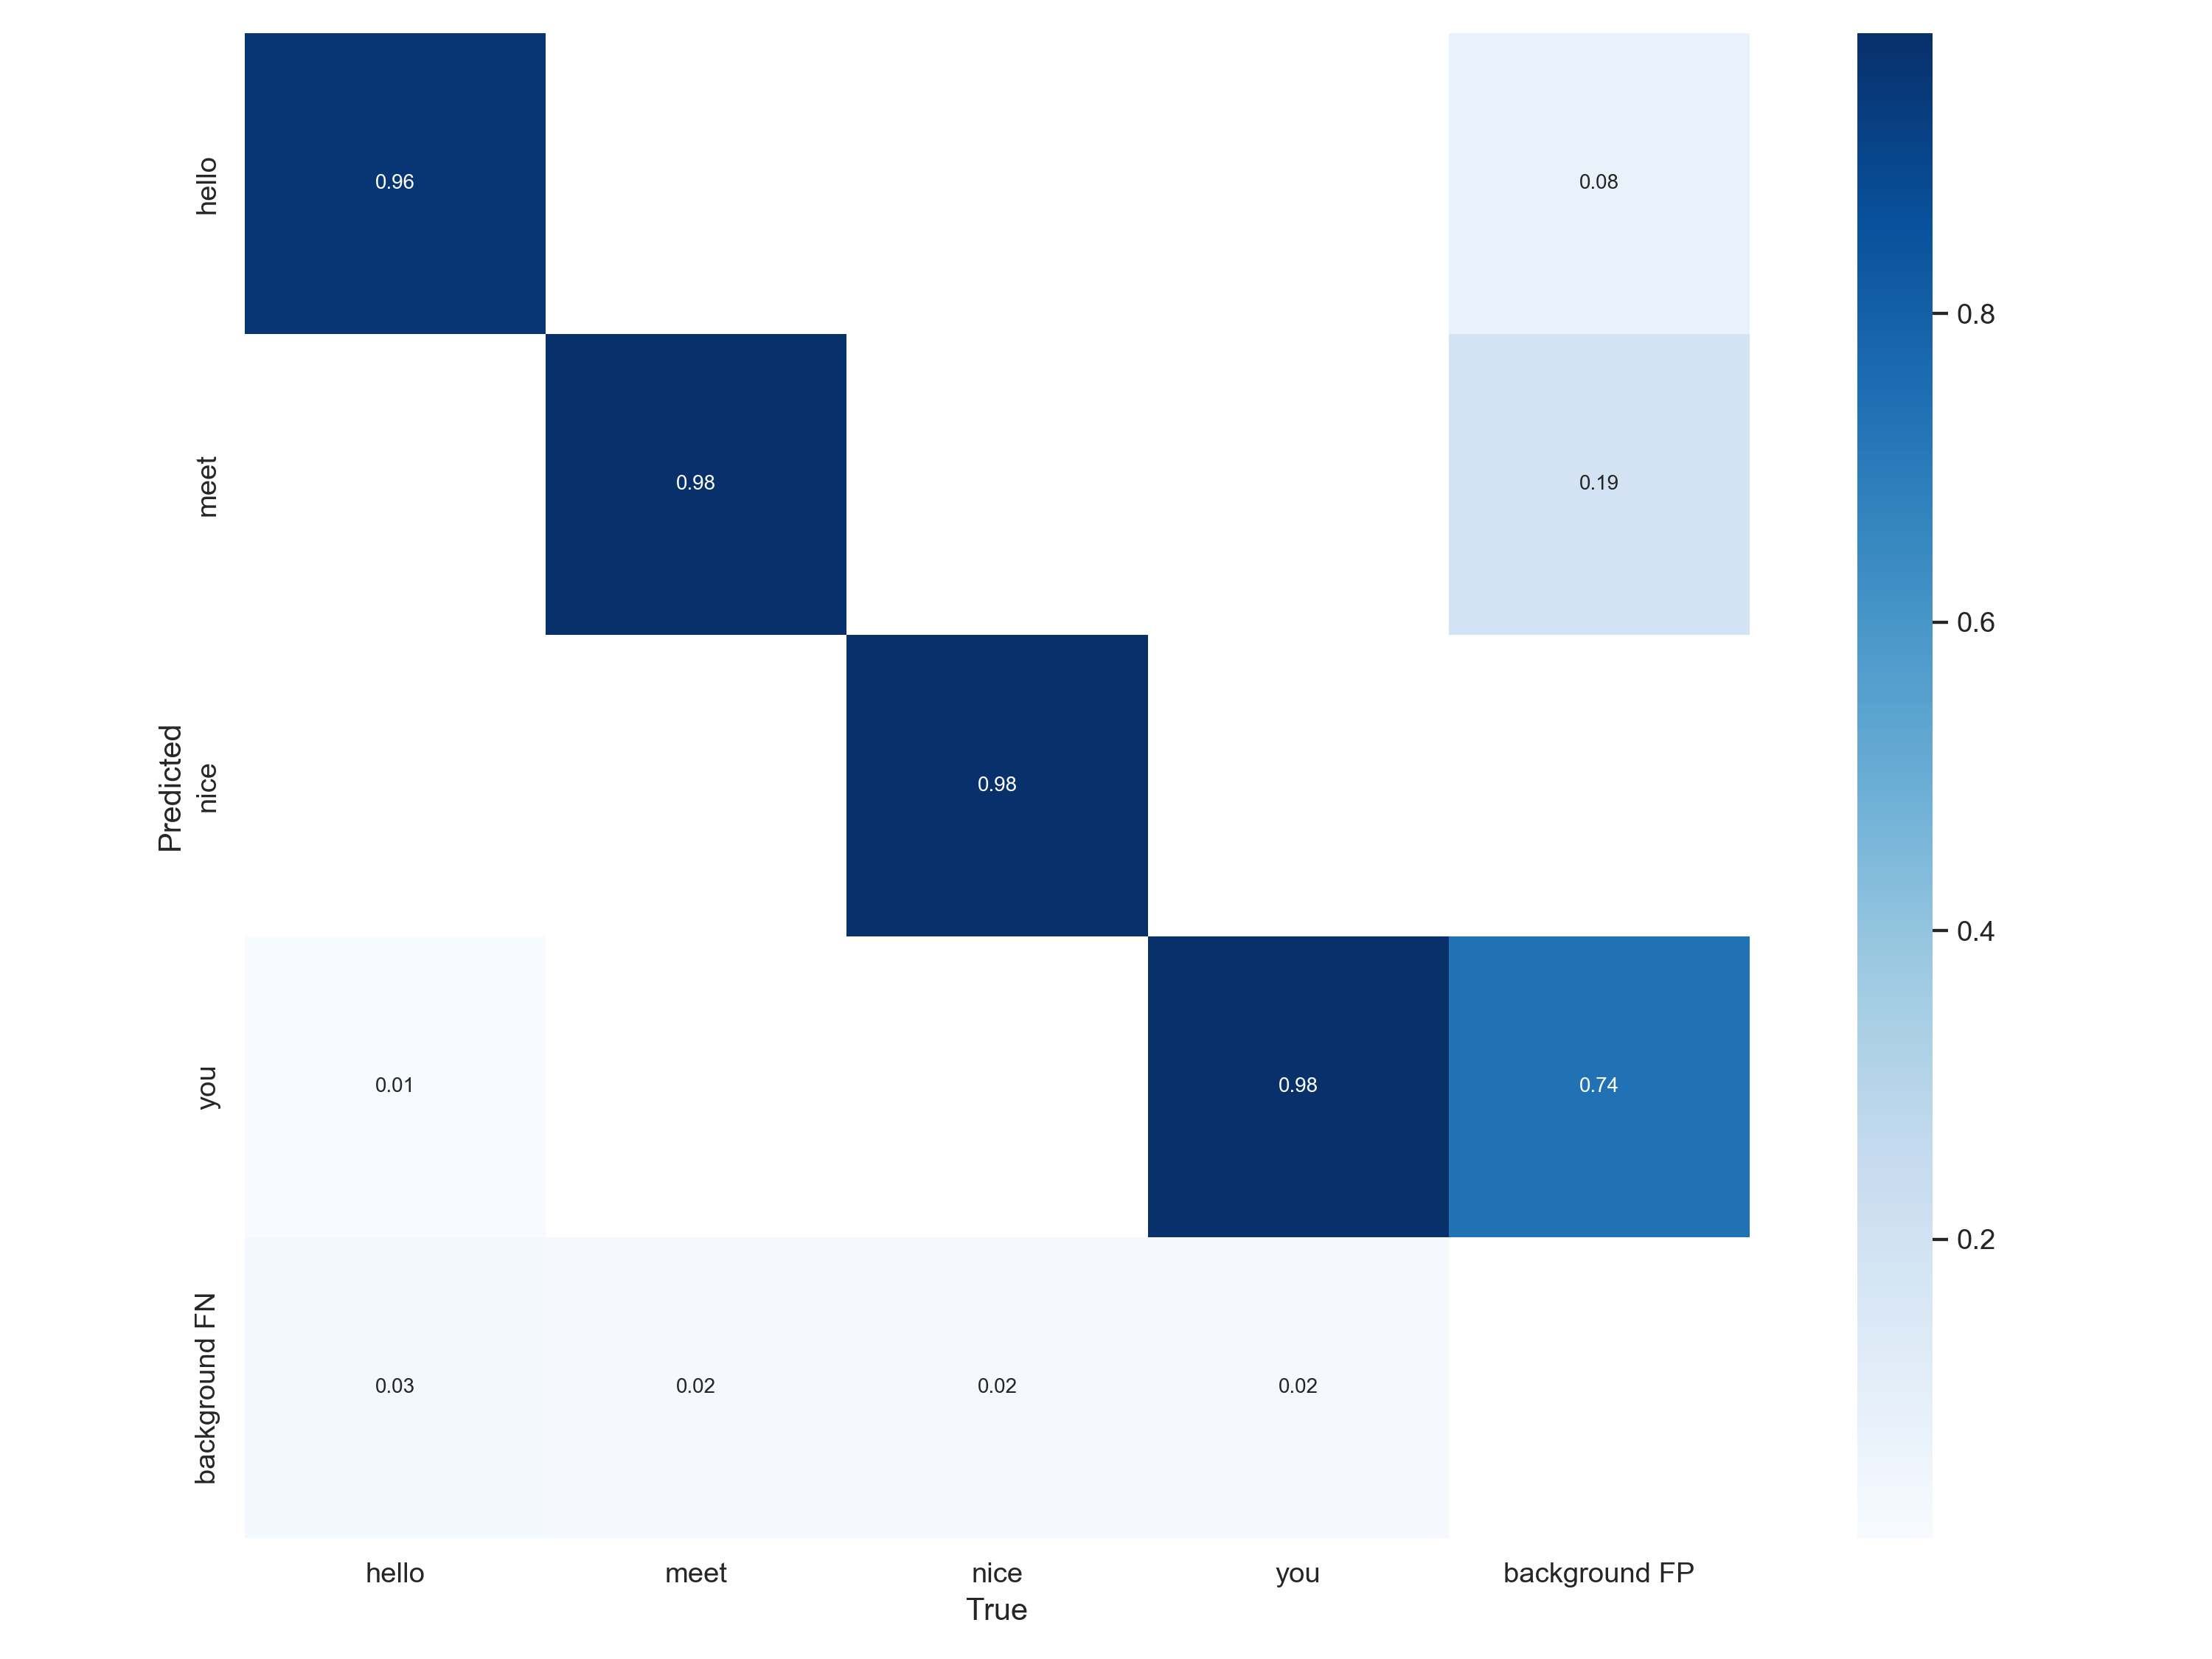 hello 0.96 0.08
meet 0.98 0.19
nice 0.98
you 0.01 0.98 0.74
background FN 0.03 0.02 0.02 0.02
Predicted
hello meet nice you background FP
True
0.8
0.6
0.4
0.2